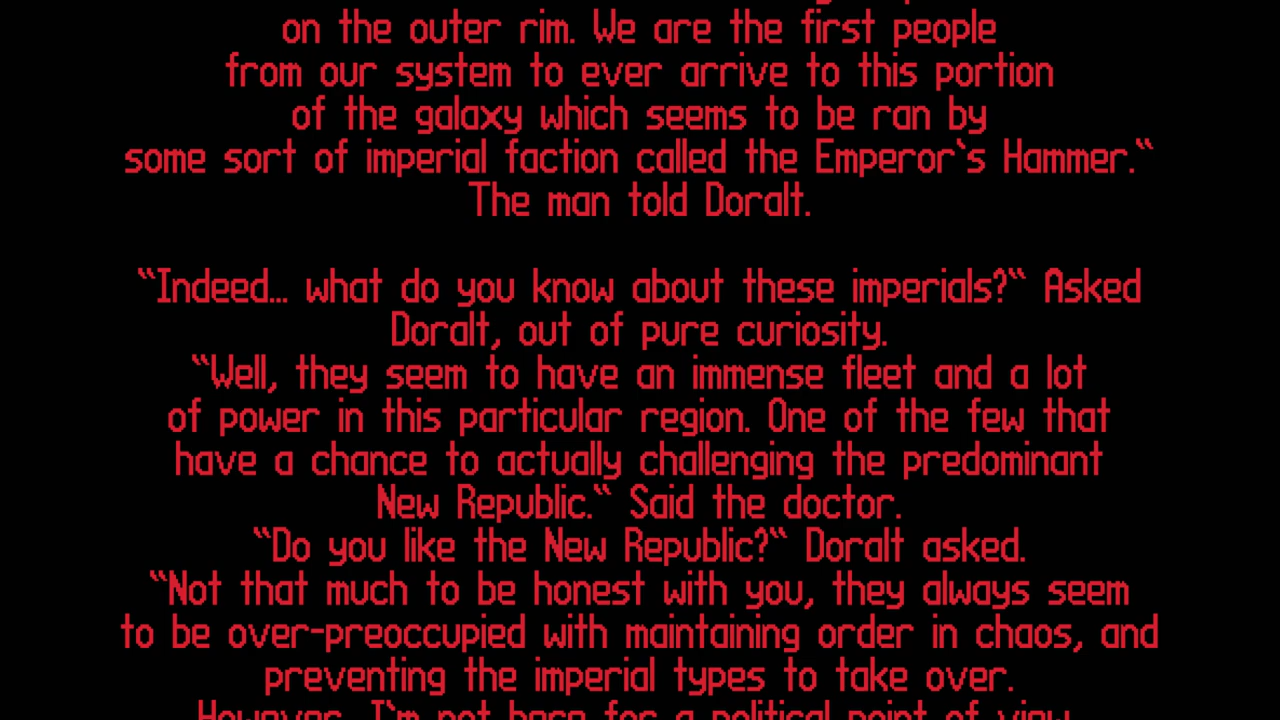 on the outer rim. We are the first people
from our system to ever arrive to this portion
of the galaxy which seems to be ran by
some sort of imperial faction called the Emperor`s Hammer.“
The man told Doralt.
“Indeed... what do you know about these imperials?“ Asked
Doralt, out of pure curiosity.
“Well, they seem to have an immense fleet and a lot
of power in this particular region. One of the few that
have a chance to actually challenging the predominant
New Republic.“ Said the doctor.
“Do you like the New Republic?“ Doralt asked.
“Not that much to be honest with you, they always seem
to be over-preoccupied with maintaining order in chaos, and
preventing the imperial types to take over.
However, I`m not here for a political point of view